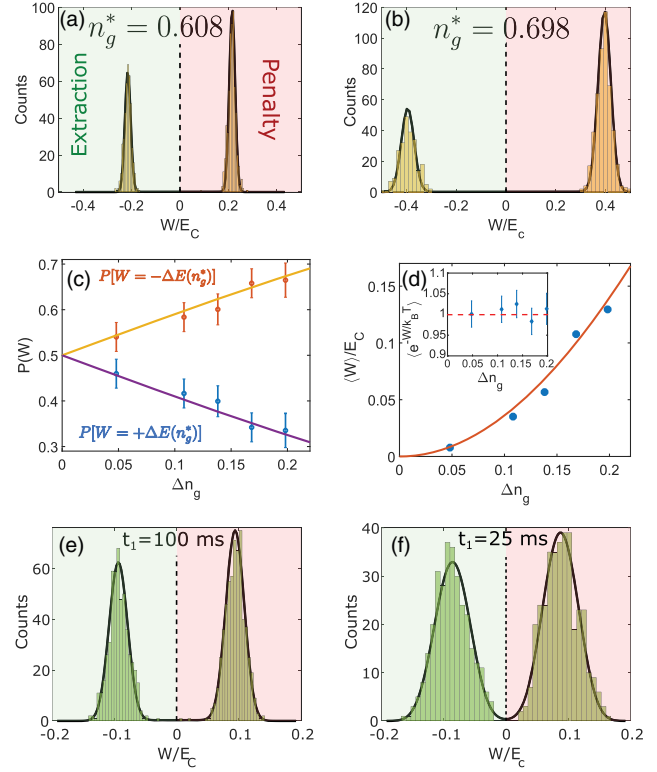 (a)
n*g = 0.608
Extraction
Penalty
Counts
100
80
60
40
20
0
-0.4 -0.2 0 0.2 0.4
W/E_C
(b)
n*g = 0.698
Counts
120
100
80
60
40
20
0
-0.4 -0.2 0 0.2 0.4
W/E_c
(c)
P[W = −ΔE(n*g)]
P[W = +ΔE(n*g)]
P(W)
0.7
0.6
0.5
0.4
0.3
0 0.05 0.1 0.15 0.2
Δn_g
(d)
⟨e^-W/k_BT⟩
1.1
1.05
1
0.95
0.9
0 0.05 0.1 0.15 0.2
Δn_g
⟨W⟩/E_C
0.15
0.1
0.05
0
0 0.05 0.1 0.15 0.2
Δn_g
(e)
t₁=100 ms
Counts
60
40
20
0
-0.2 -0.1 0 0.1 0.2
W/E_C
(f)
t₁=25 ms
Counts
40
30
20
10
0
-0.2 -0.1 0 0.1 0.2
W/E_c